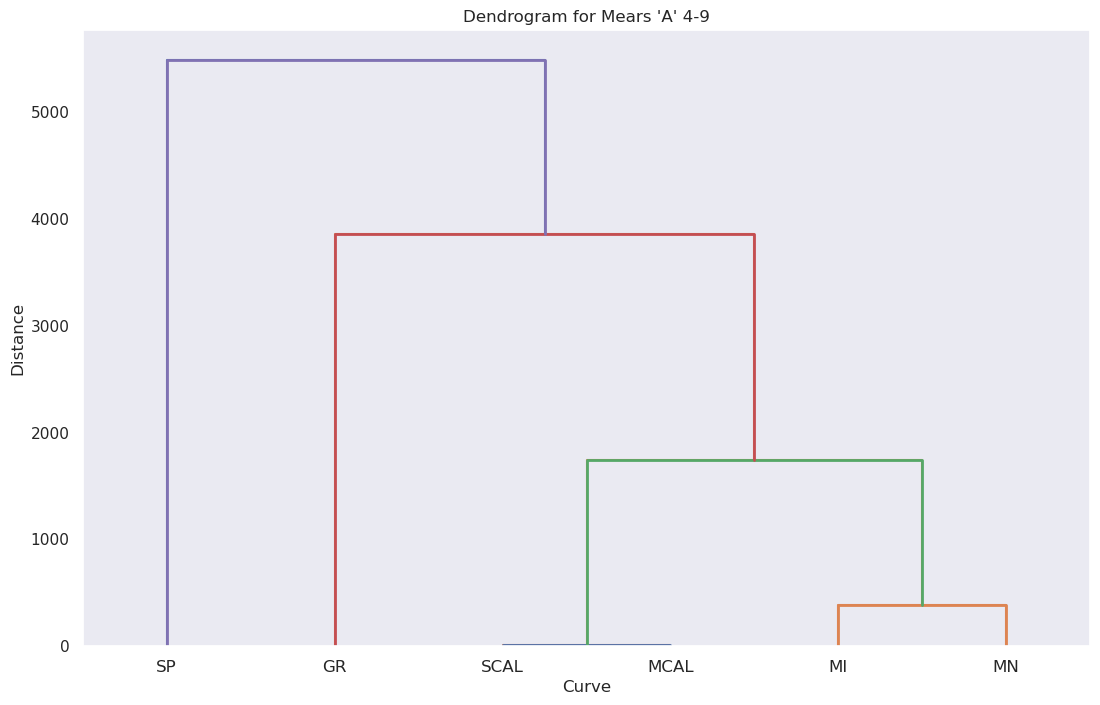 Dendrogram for Mears 'A' 4-9
Distance
5000
4000
3000
2000
1000
0
SP GR SCAL MCAL MI MN
Curve